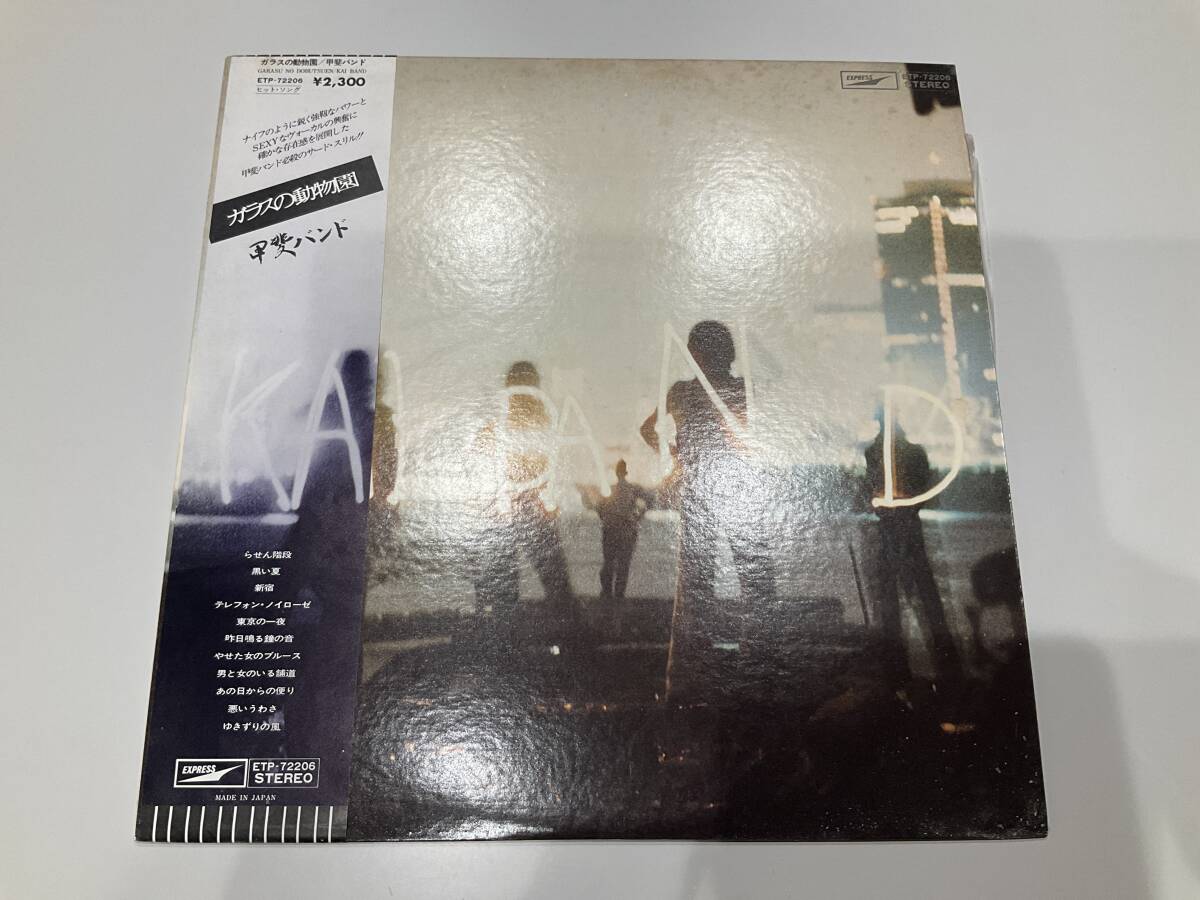 ガラスの動物園/甲斐バンド
GARASU NO DOBUTSUEN/KAI BAND
ETP-72206 ¥2,300
ヒット・ソング
ナイフのように鋭く強靱なパワーと
SEXYなヴォーカルの興奮に
確かな存在感を展開した
甲斐バンド必殺のサード・スリル!!
ガラスの動物園
甲斐バンド
EXPRESS
ETP-72206
STEREO
KAI BAND
らせん階段
黒い夏
新宿
テレフォン・ノイローゼ
東京の一夜
昨日鳴る鐘の音
やせた女のブルース
男と女のいる舗道
あの日からの便り
悪いうわさ
ゆきずりの風
EXPRESS
ETP-72206
STEREO
MADE IN JAPAN